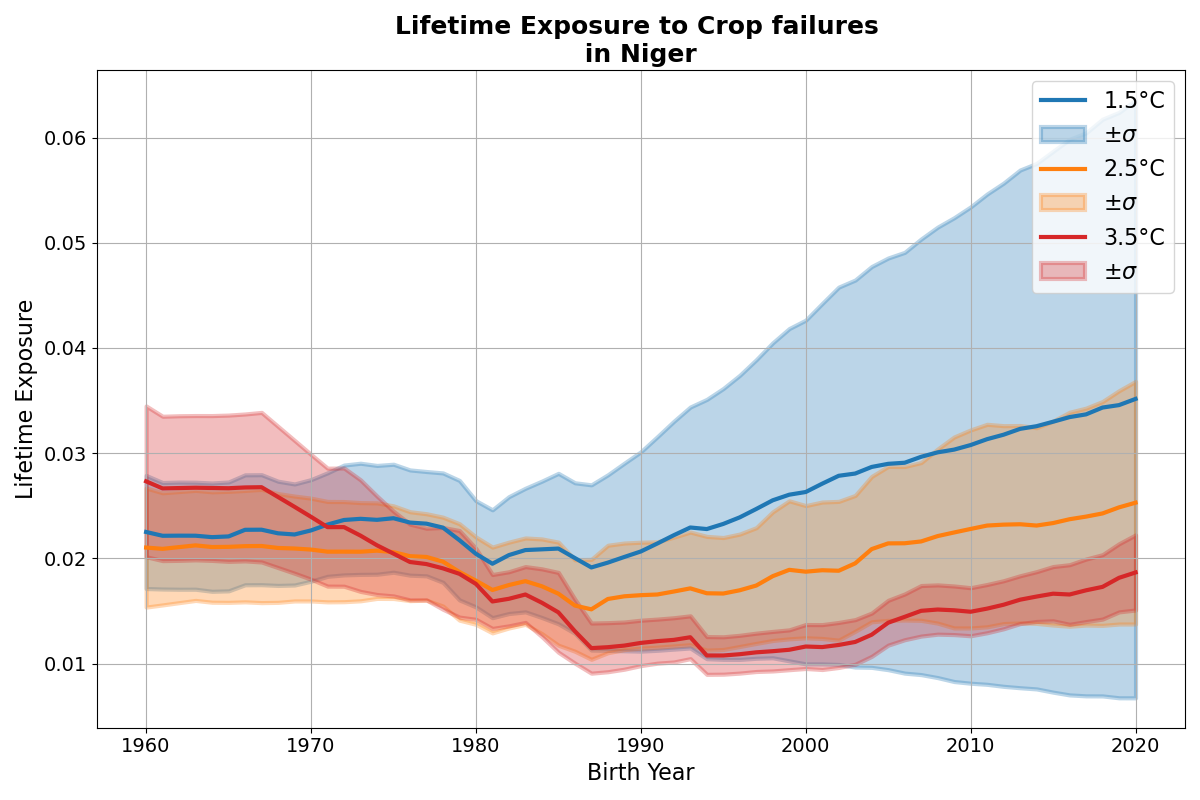 Lifetime Exposure to Crop failures
in Niger
Lifetime Exposure
0.06
0.05
0.04
0.03
0.02
0.01
1960 1970 1980 1990 2000 2010 2020
Birth Year
1.5°C
±σ
2.5°C
±σ
3.5°C
±σ